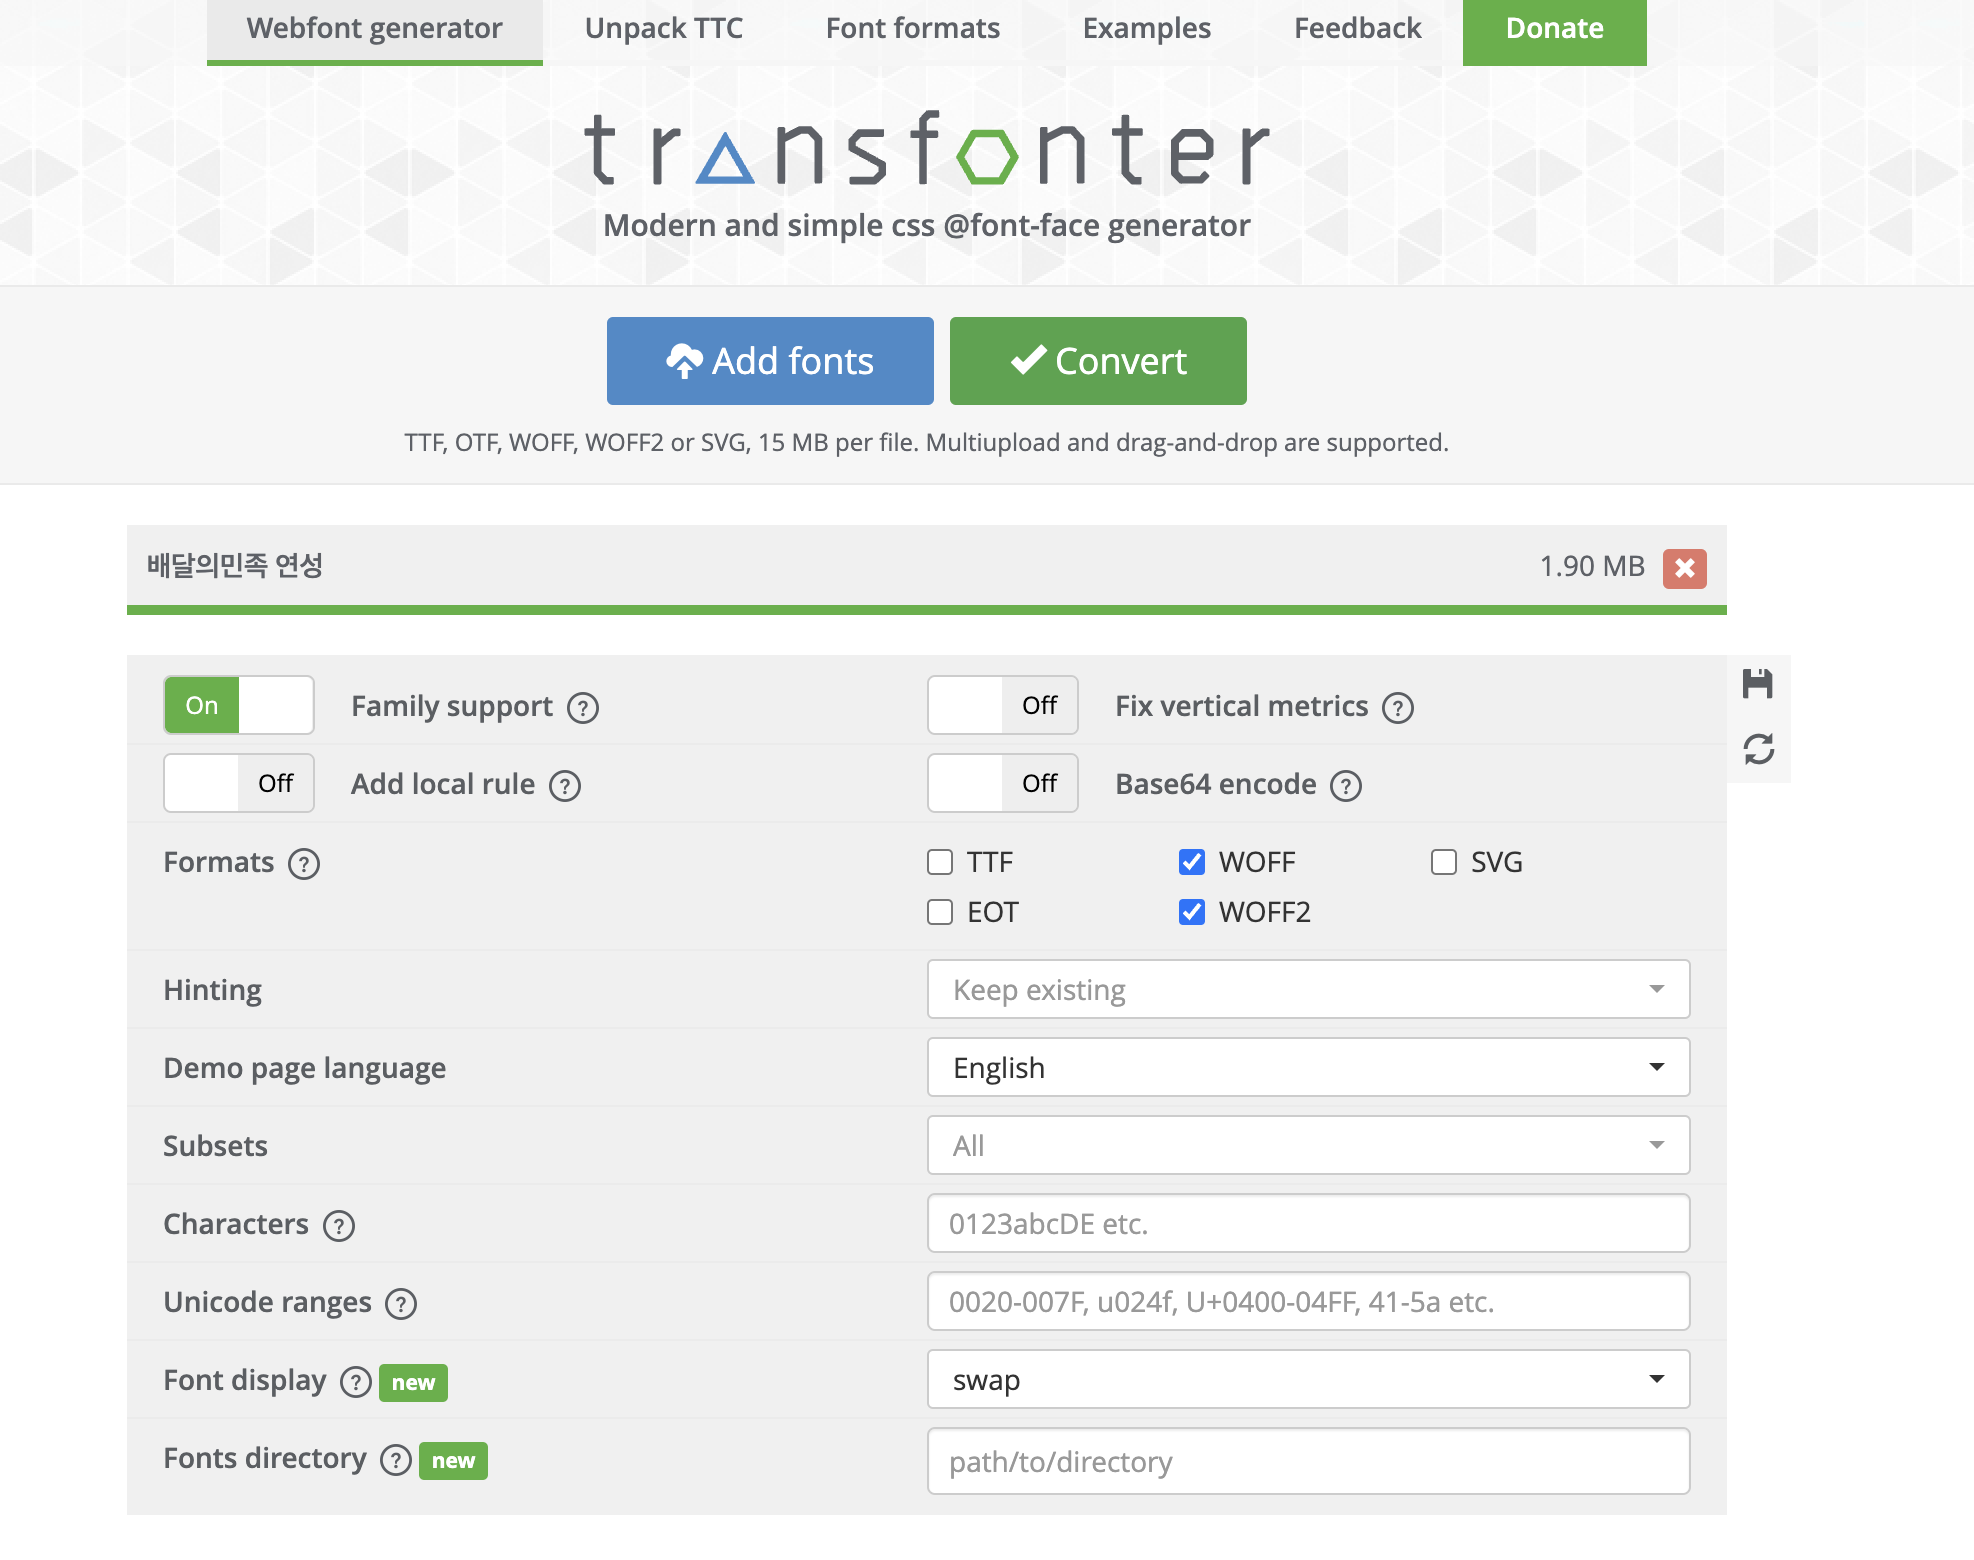 Webfont generator Unpack TTC Font formats Examples Feedback Donate
transfonter
Modern and simple css @font-face generator
Add fonts Convert
TTF, OTF, WOFF, WOFF2 or SVG, 15 MB per file. Multiupload and drag-and-drop are supported.
배달의민족 연성 1.90 MB
On Family support ? Off Fix vertical metrics ?
Off Add local rule ? Off Base64 encode ?
Formats ? TTF WOFF SVG
EOT WOFF2
Hinting Keep existing
Demo page language English
Subsets All
Characters ? 0123abcDE etc.
Unicode ranges ? 0020-007F, u024f, U+0400-04FF, 41-5a etc.
Font display ? new swap
Fonts directory ? new path/to/directory